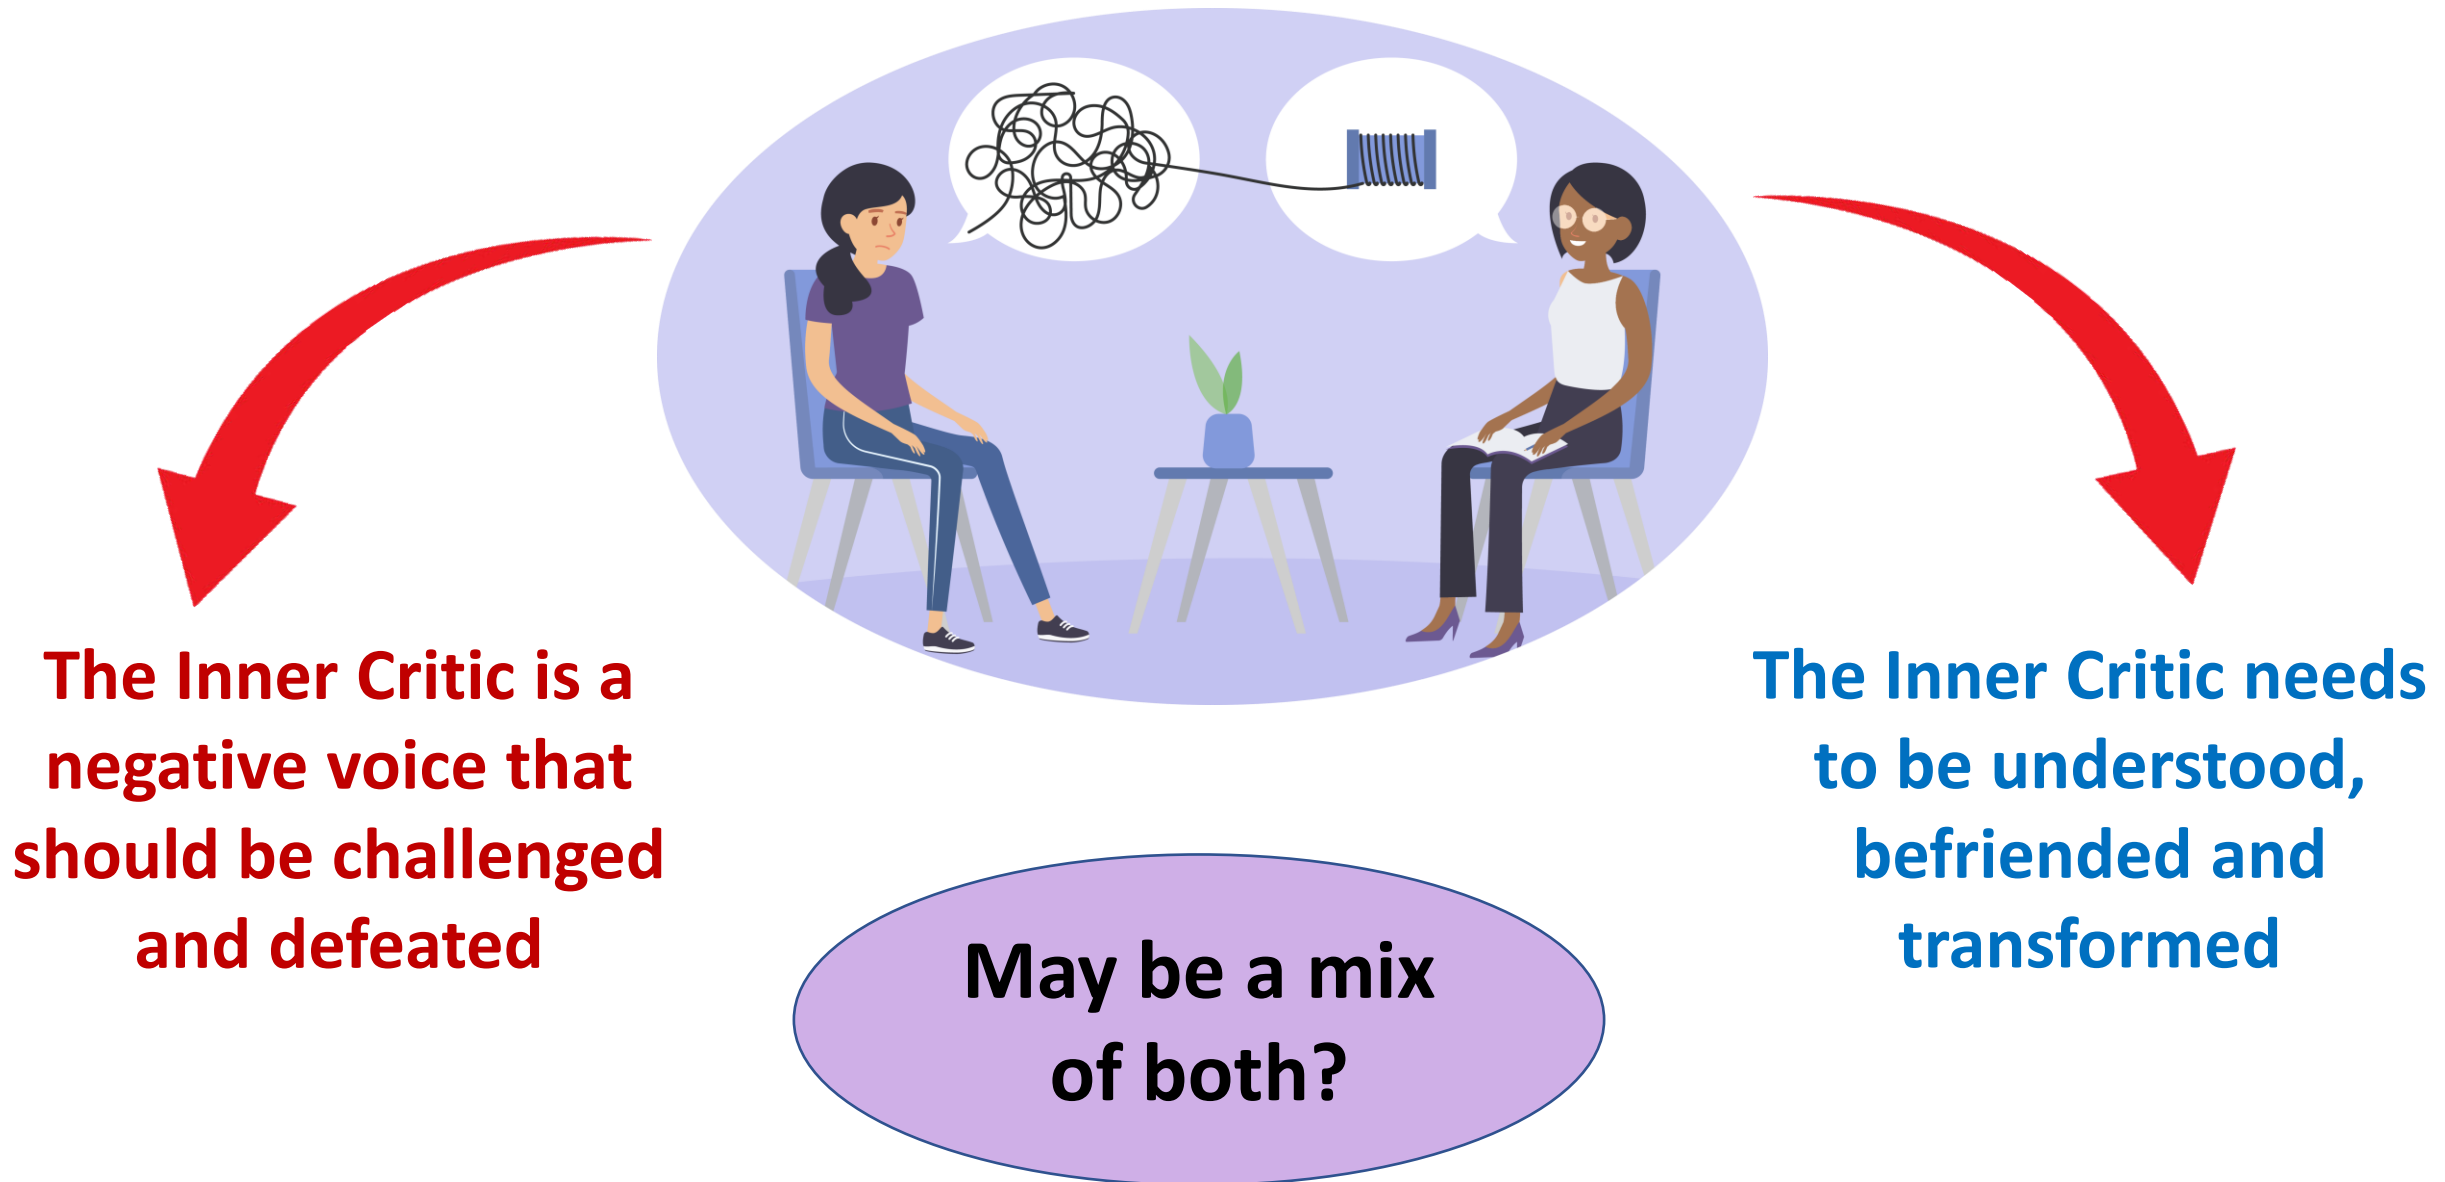 The Inner Critic is a
negative voice that
should be challenged
and defeated
The Inner Critic needs
to be understood,
befriended and
transformed
May be a mix
of both?